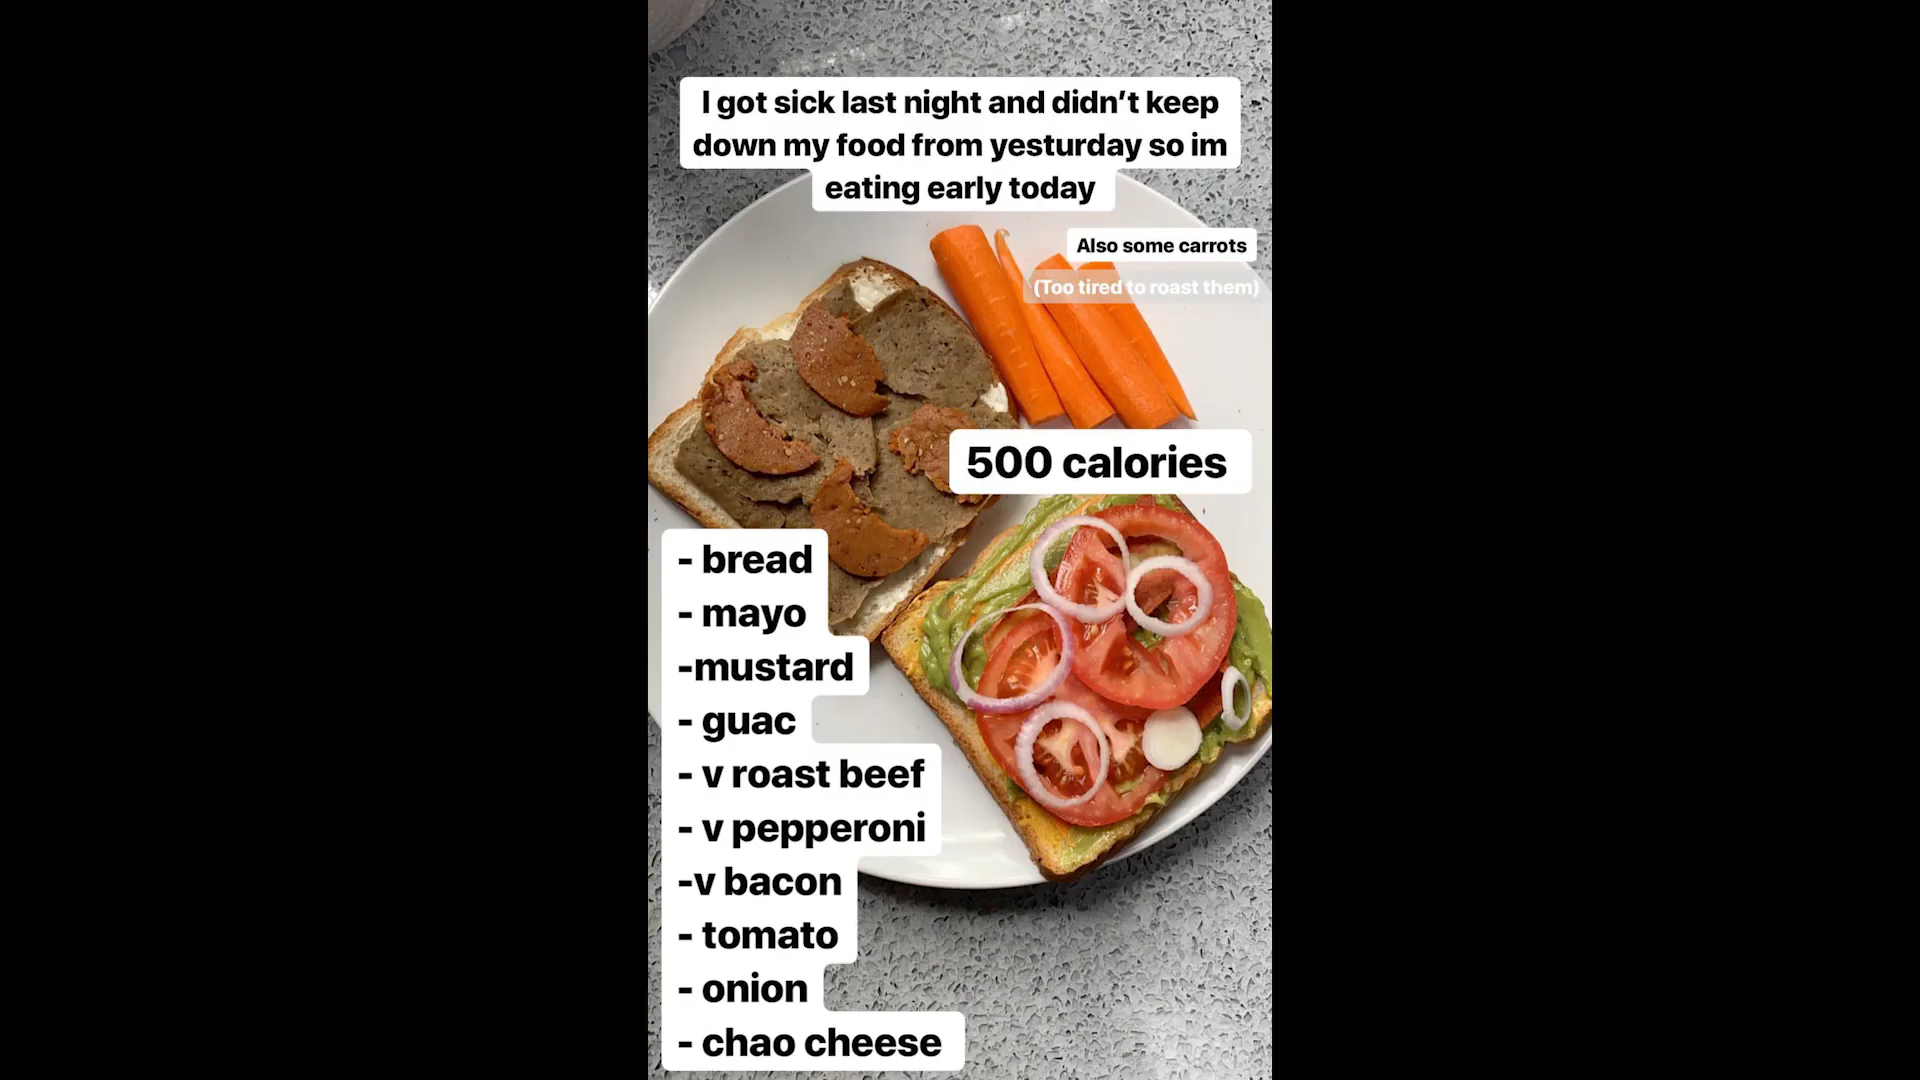 I got sick last night and didn’t keep
down my food from yesturday so im
eating early today
Also some carrots
(Too tired to roast them)
500 calories
- bread
- mayo
-mustard
- guac
- v roast beef
- v pepperoni
-v bacon
- tomato
- onion
- chao cheese